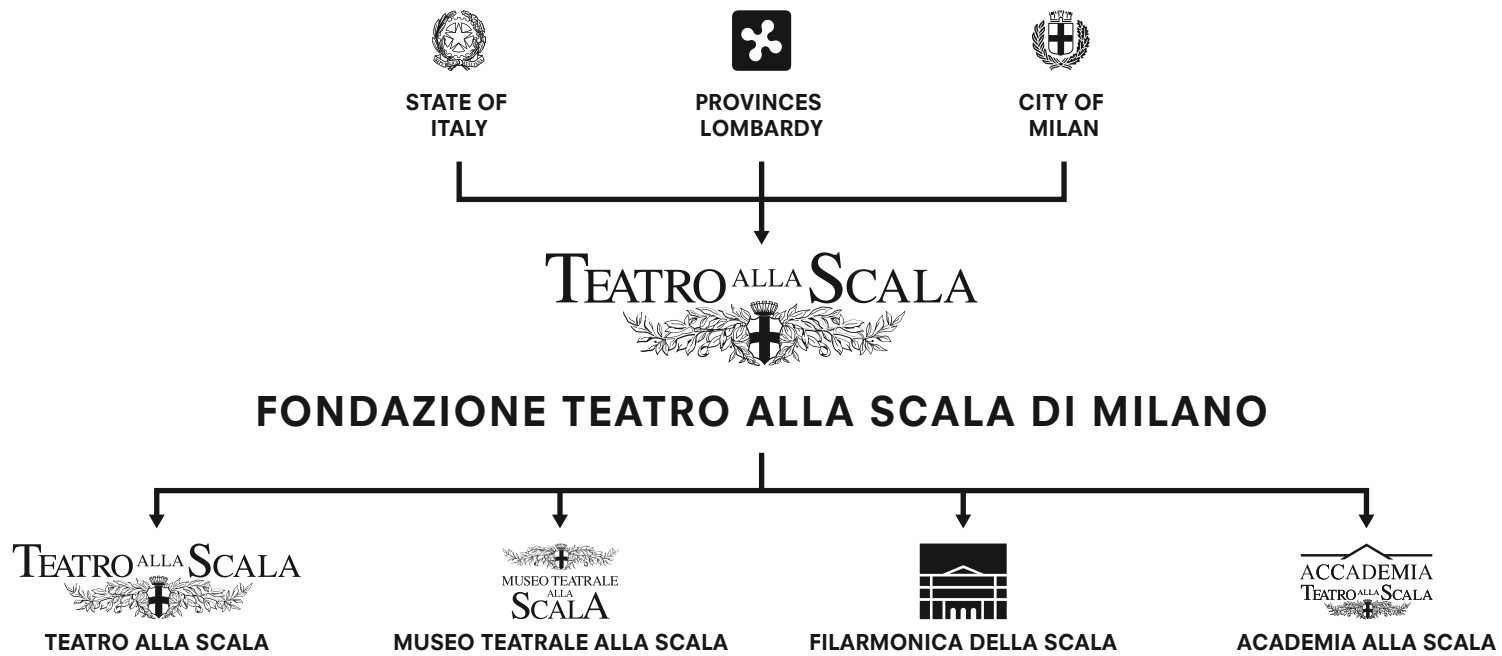 STATE OF
ITALY
PROVINCES
LOMBARDY
CITY OF
MILAN
TEATRO ALLA SCALA
FONDAZIONE TEATRO ALLA SCALA DI MILANO
TEATRO ALLA SCALA
TEATRO ALLA SCALA
MUSEO TEATRALE
ALLA
SCALA
MUSEO TEATRALE ALLA SCALA
FILARMONICA DELLA SCALA
ACCADEMIA
TEATRO ALLA SCALA
ACADEMIA ALLA SCALA